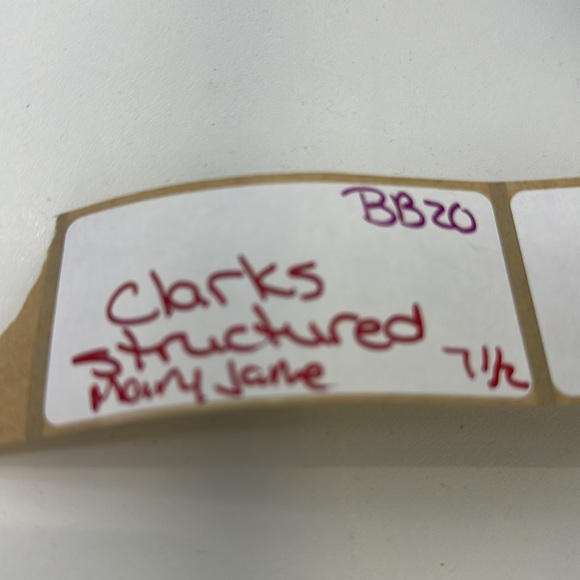 BB20
Clarks
structured
Mary Jane 7 1/2